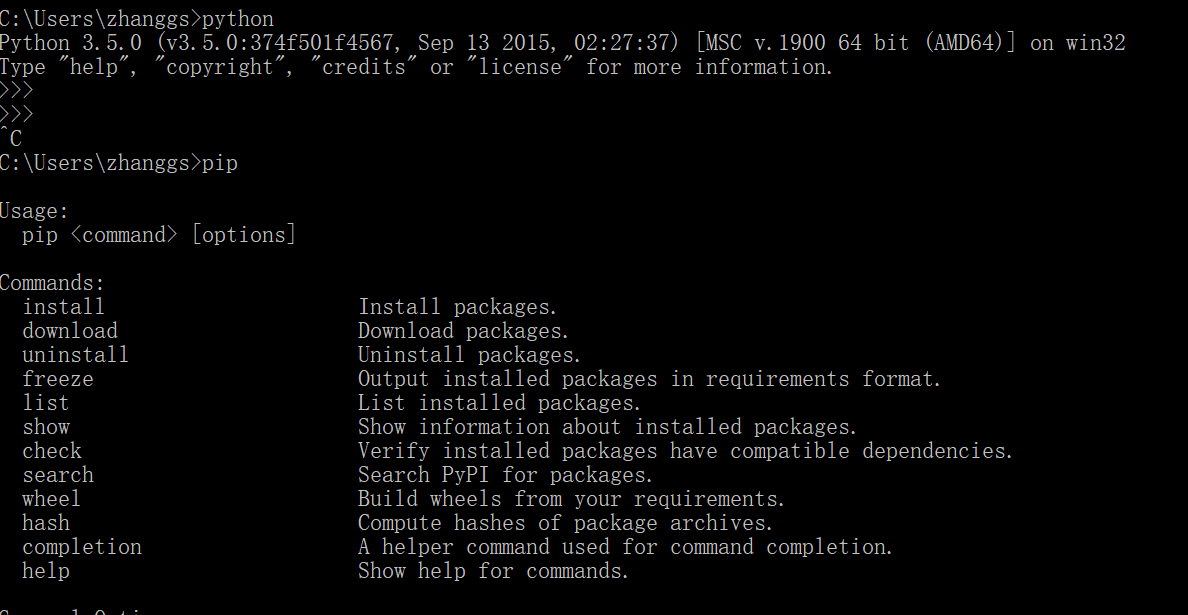 C:\Users\zhanggs>python
Python 3.5.0 (v3.5.0:374f501f4567, Sep 13 2015, 02:27:37) [MSC v.1900 64 bit (AMD64)] on win32
Type "help", "copyright", "credits" or "license" for more information.
>>>
>>>
^C
C:\Users\zhanggs>pip
Usage:
  pip <command> [options]
Commands:
  install                     Install packages.
  download                    Download packages.
  uninstall                   Uninstall packages.
  freeze                      Output installed packages in requirements format.
  list                        List installed packages.
  show                        Show information about installed packages.
  check                       Verify installed packages have compatible dependencies.
  search                      Search PyPI for packages.
  wheel                       Build wheels from your requirements.
  hash                        Compute hashes of package archives.
  completion                  A helper command used for command completion.
  help                        Show help for commands.